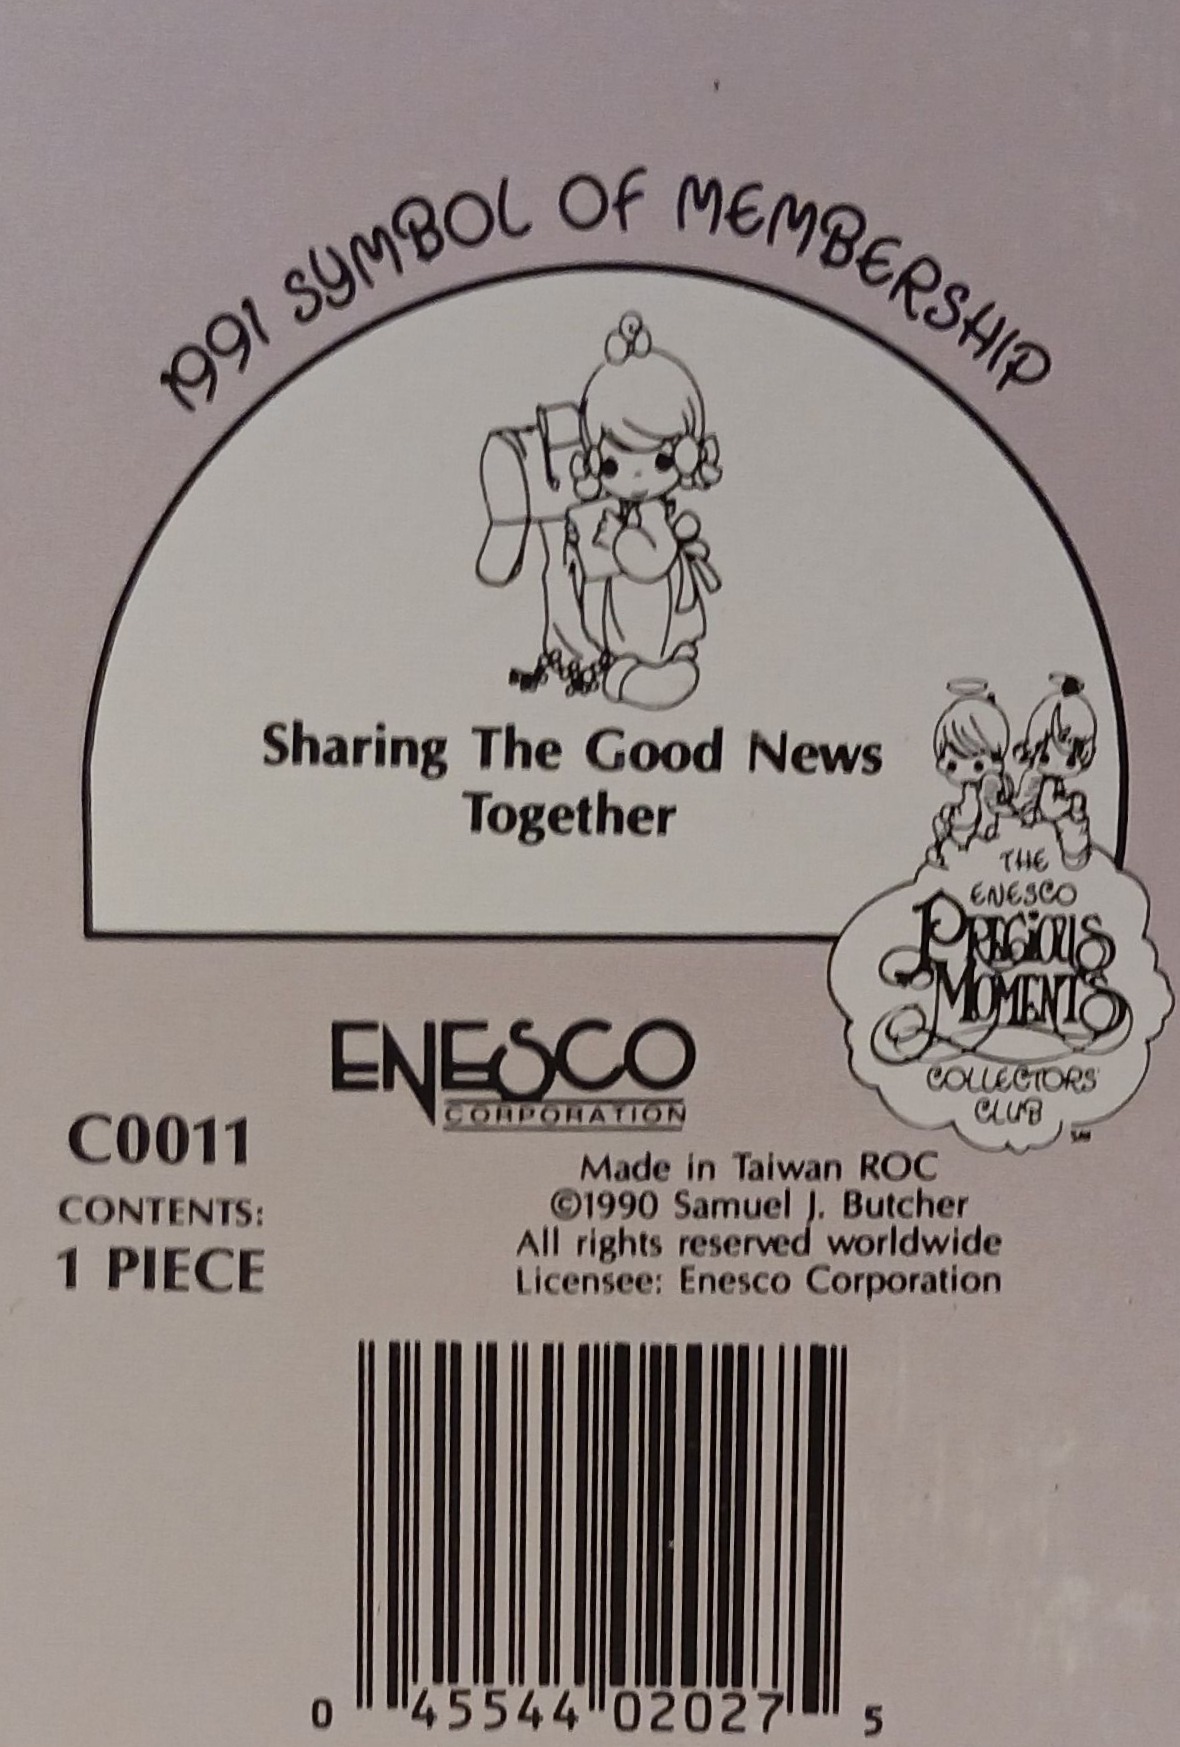 1991 SYMBOL OF MEMBERSHIP
Sharing The Good News
Together
THE
ENESCO
PRECIOUS
MOMENTS
COLLECTORS'
CLUB
SM
ENESCO
CORPORATION
C0011
CONTENTS:
1 PIECE
Made in Taiwan ROC
©1990 Samuel J. Butcher
All rights reserved worldwide
Licensee: Enesco Corporation
0 45544 02027 5